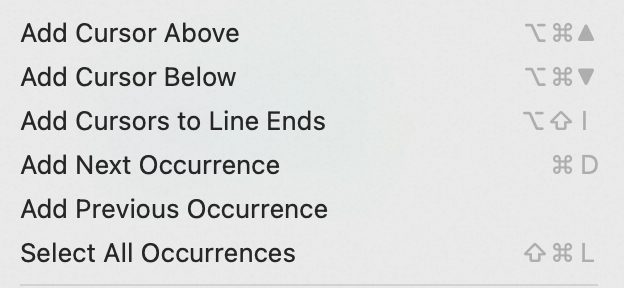 Add Cursor Above ⌥⌘▲
Add Cursor Below ⌥⌘▼
Add Cursors to Line Ends ⌥⇧I
Add Next Occurrence ⌘D
Add Previous Occurrence
Select All Occurrences ⇧⌘L